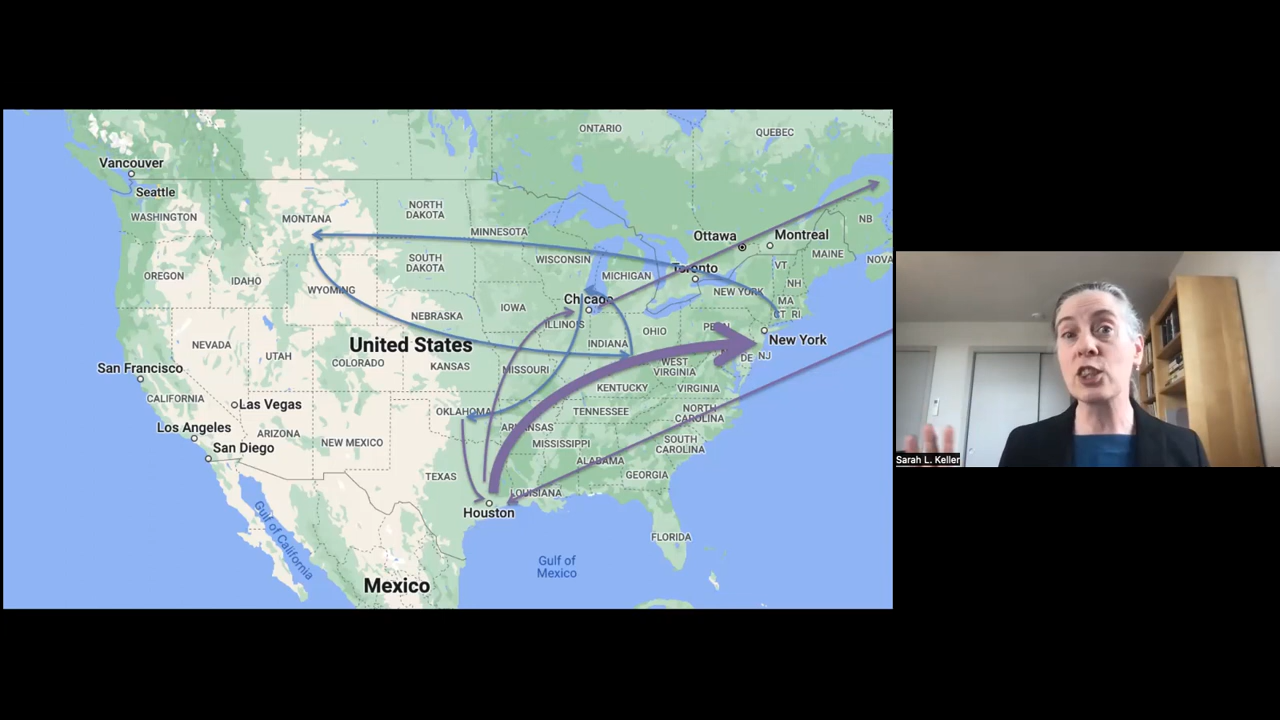 ONTARIO
QUEBEC
Vancouver
Seattle
WASHINGTON
MONTANA
NORTH
DAKOTA
MINNESOTA
Ottawa
Montreal
NB
MAINE
NOVA
OREGON
IDAHO
WYOMING
SOUTH
DAKOTA
WISCONSIN
MICHIGAN
Toronto
VT
NH
NEW YORK
MA
CT RI
NEBRASKA
IOWA
Chicago
ILLINOIS
INDIANA
OHIO
New York
NEVADA
UTAH
United States
COLORADO
KANSAS
MISSOURI
WEST
VIRGINIA
DE NJ
San Francisco
CALIFORNIA
Las Vegas
KENTUCKY
VIRGINIA
OKLAHOMA
ARKANSAS
TENNESSEE
NORTH
CAROLINA
Los Angeles
San Diego
ARIZONA
NEW MEXICO
MISSISSIPPI
ALABAMA
SOUTH
CAROLINA
GEORGIA
TEXAS
LOUISIANA
Houston
FLORIDA
Gulf of California
Gulf of
Mexico
Mexico
Sarah L. Keller